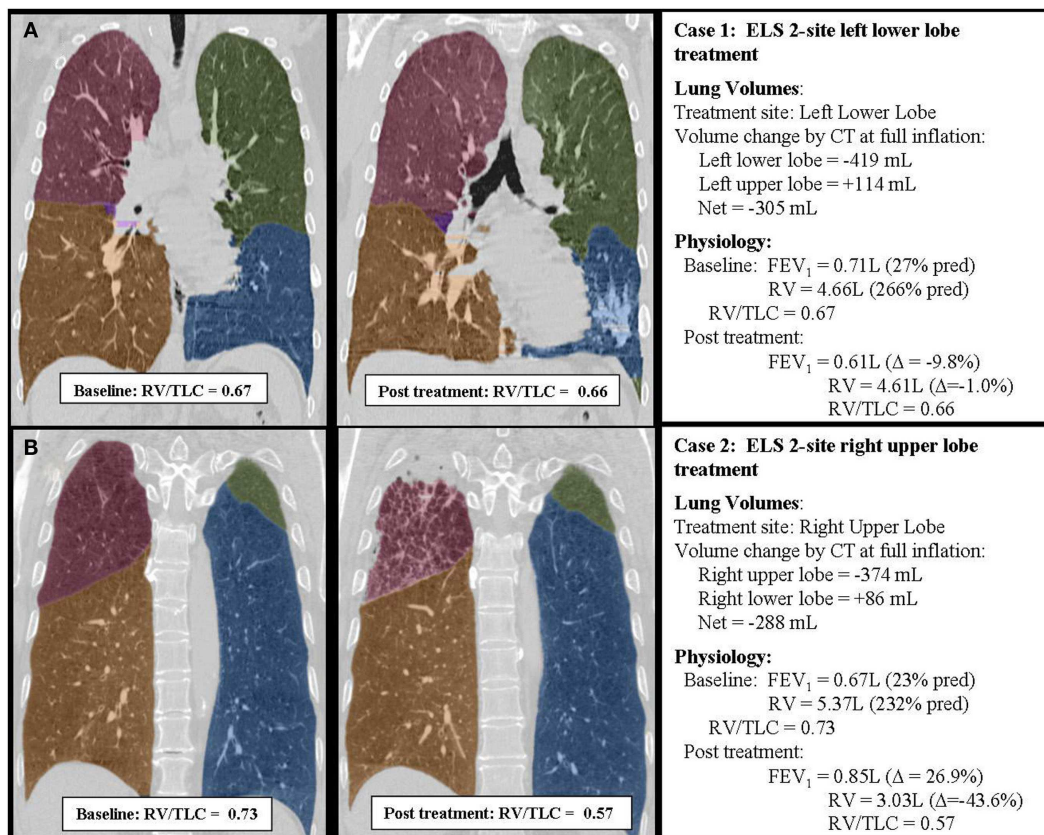 A
Baseline: RV/TLC = 0.67
Post treatment: RV/TLC = 0.66
Case 1: ELS 2-site left lower lobe
treatment
Lung Volumes:
Treatment site: Left Lower Lobe
Volume change by CT at full inflation:
Left lower lobe = -419 mL
Left upper lobe = +114 mL
Net = -305 mL
Physiology:
Baseline: FEV₁ = 0.71L (27% pred)
RV = 4.66L (266% pred)
RV/TLC = 0.67
Post treatment:
FEV₁ = 0.61L (Δ = -9.8%)
RV = 4.61L (Δ=-1.0%)
RV/TLC = 0.66
B
Baseline: RV/TLC = 0.73
Post treatment: RV/TLC = 0.57
Case 2: ELS 2-site right upper lobe
treatment
Lung Volumes:
Treatment site: Right Upper Lobe
Volume change by CT at full inflation:
Right upper lobe = -374 mL
Right lower lobe = +86 mL
Net = -288 mL
Physiology:
Baseline: FEV₁ = 0.67L (23% pred)
RV = 5.37L (232% pred)
RV/TLC = 0.73
Post treatment:
FEV₁ = 0.85L (Δ = 26.9%)
RV = 3.03L (Δ=-43.6%)
RV/TLC = 0.57